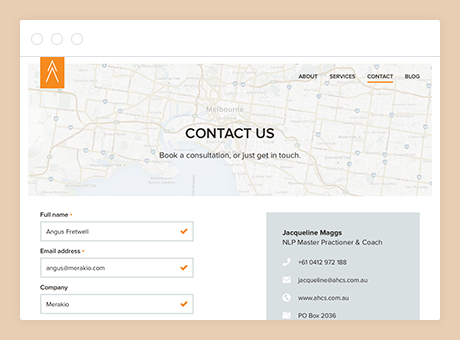 ABOUT SERVICES CONTACT BLOG
Melbourne
CONTACT US
Book a consultation, or just get in touch.
Full name •
Angus Fretwell
Email address •
angus@merakio.com
Company
Merakio
Jacqueline Maggs
NLP Master Practioner & Coach
+61 0412 972 188
jacqueline@ahcs.com.au
www.ahcs.com.au
PO Box 2036